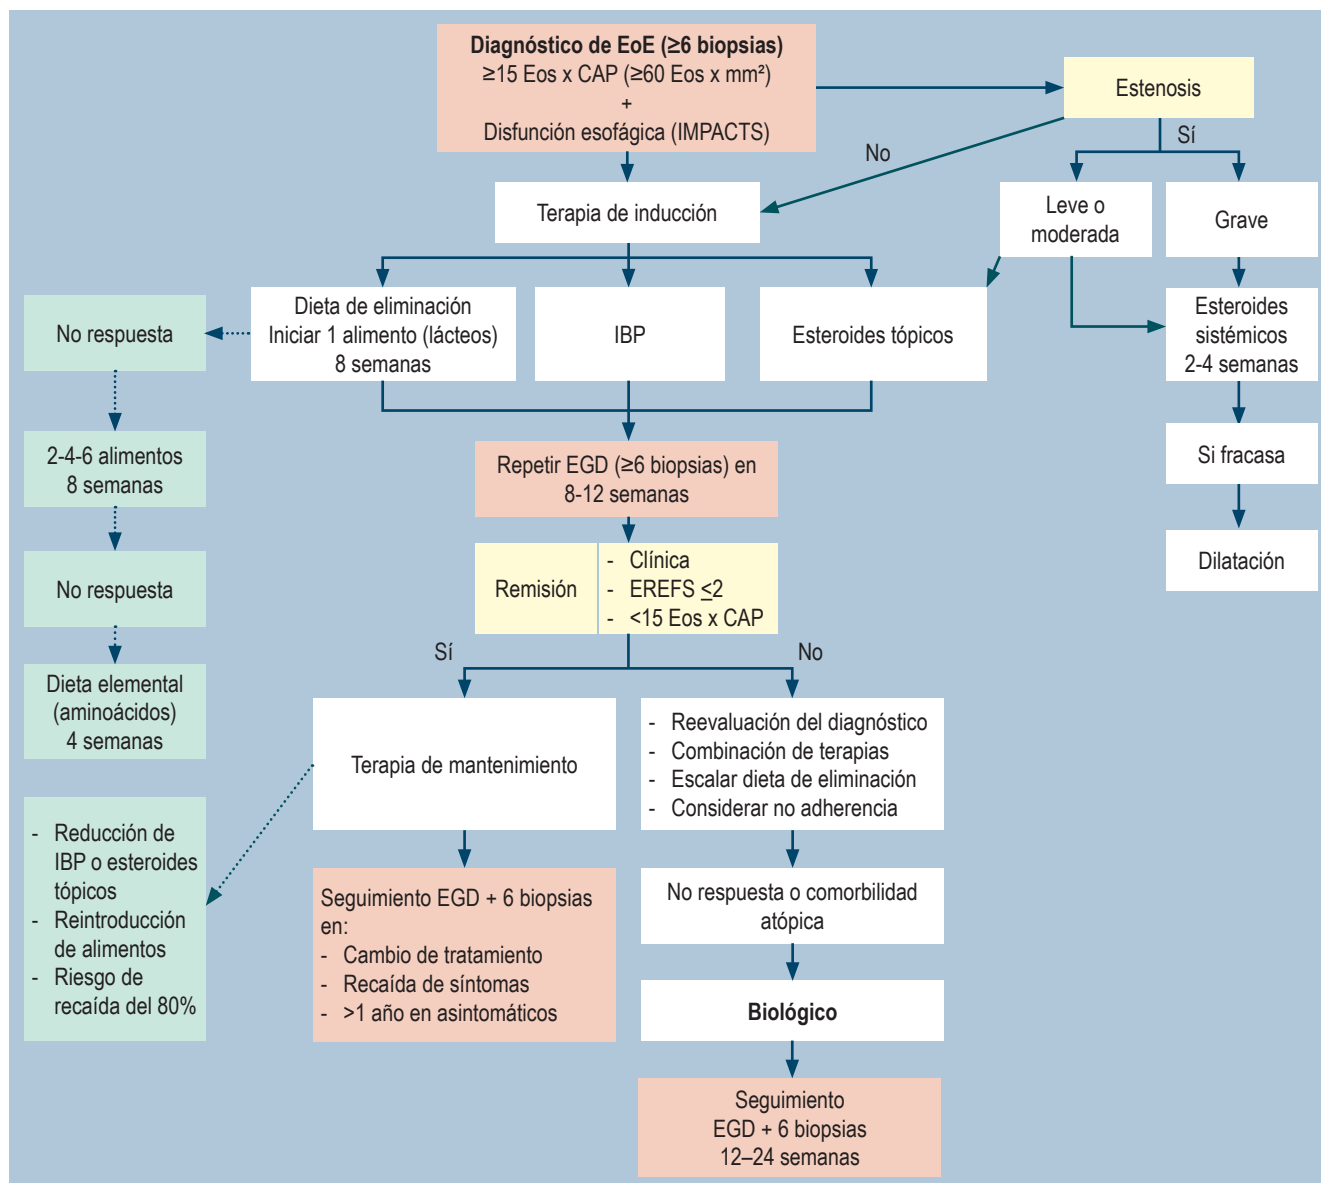 Diagnóstico de EoE (≥6 biopsias)
≥15 Eos x CAP (≥60 Eos x mm²)
+
Disfunción esofágica (IMPACTS)
Estenosis
No
Sí
Terapia de inducción
Leve o
moderada
Grave
Dieta de eliminación
Iniciar 1 alimento (lácteos)
8 semanas
IBP
Esteroides tópicos
Esteroides
sistémicos
2-4 semanas
No respuesta
2-4-6 alimentos
8 semanas
No respuesta
Dieta elemental
(aminoácidos)
4 semanas
Si fracasa
Dilatación
Repetir EGD (≥6 biopsias) en
8-12 semanas
Remisión
- Clínica
- EREFS ≤2
- <15 Eos x CAP
Sí
No
Terapia de mantenimiento
- Reevaluación del diagnóstico
- Combinación de terapias
- Escalar dieta de eliminación
- Considerar no adherencia
- Reducción de
IBP o esteroides
tópicos
- Reintroducción
de alimentos
- Riesgo de
recaída del 80%
Seguimiento EGD + 6 biopsias
en:
- Cambio de tratamiento
- Recaída de síntomas
- >1 año en asintomáticos
No respuesta o comorbilidad
atópica
Biológico
Seguimiento
EGD + 6 biopsias
12–24 semanas